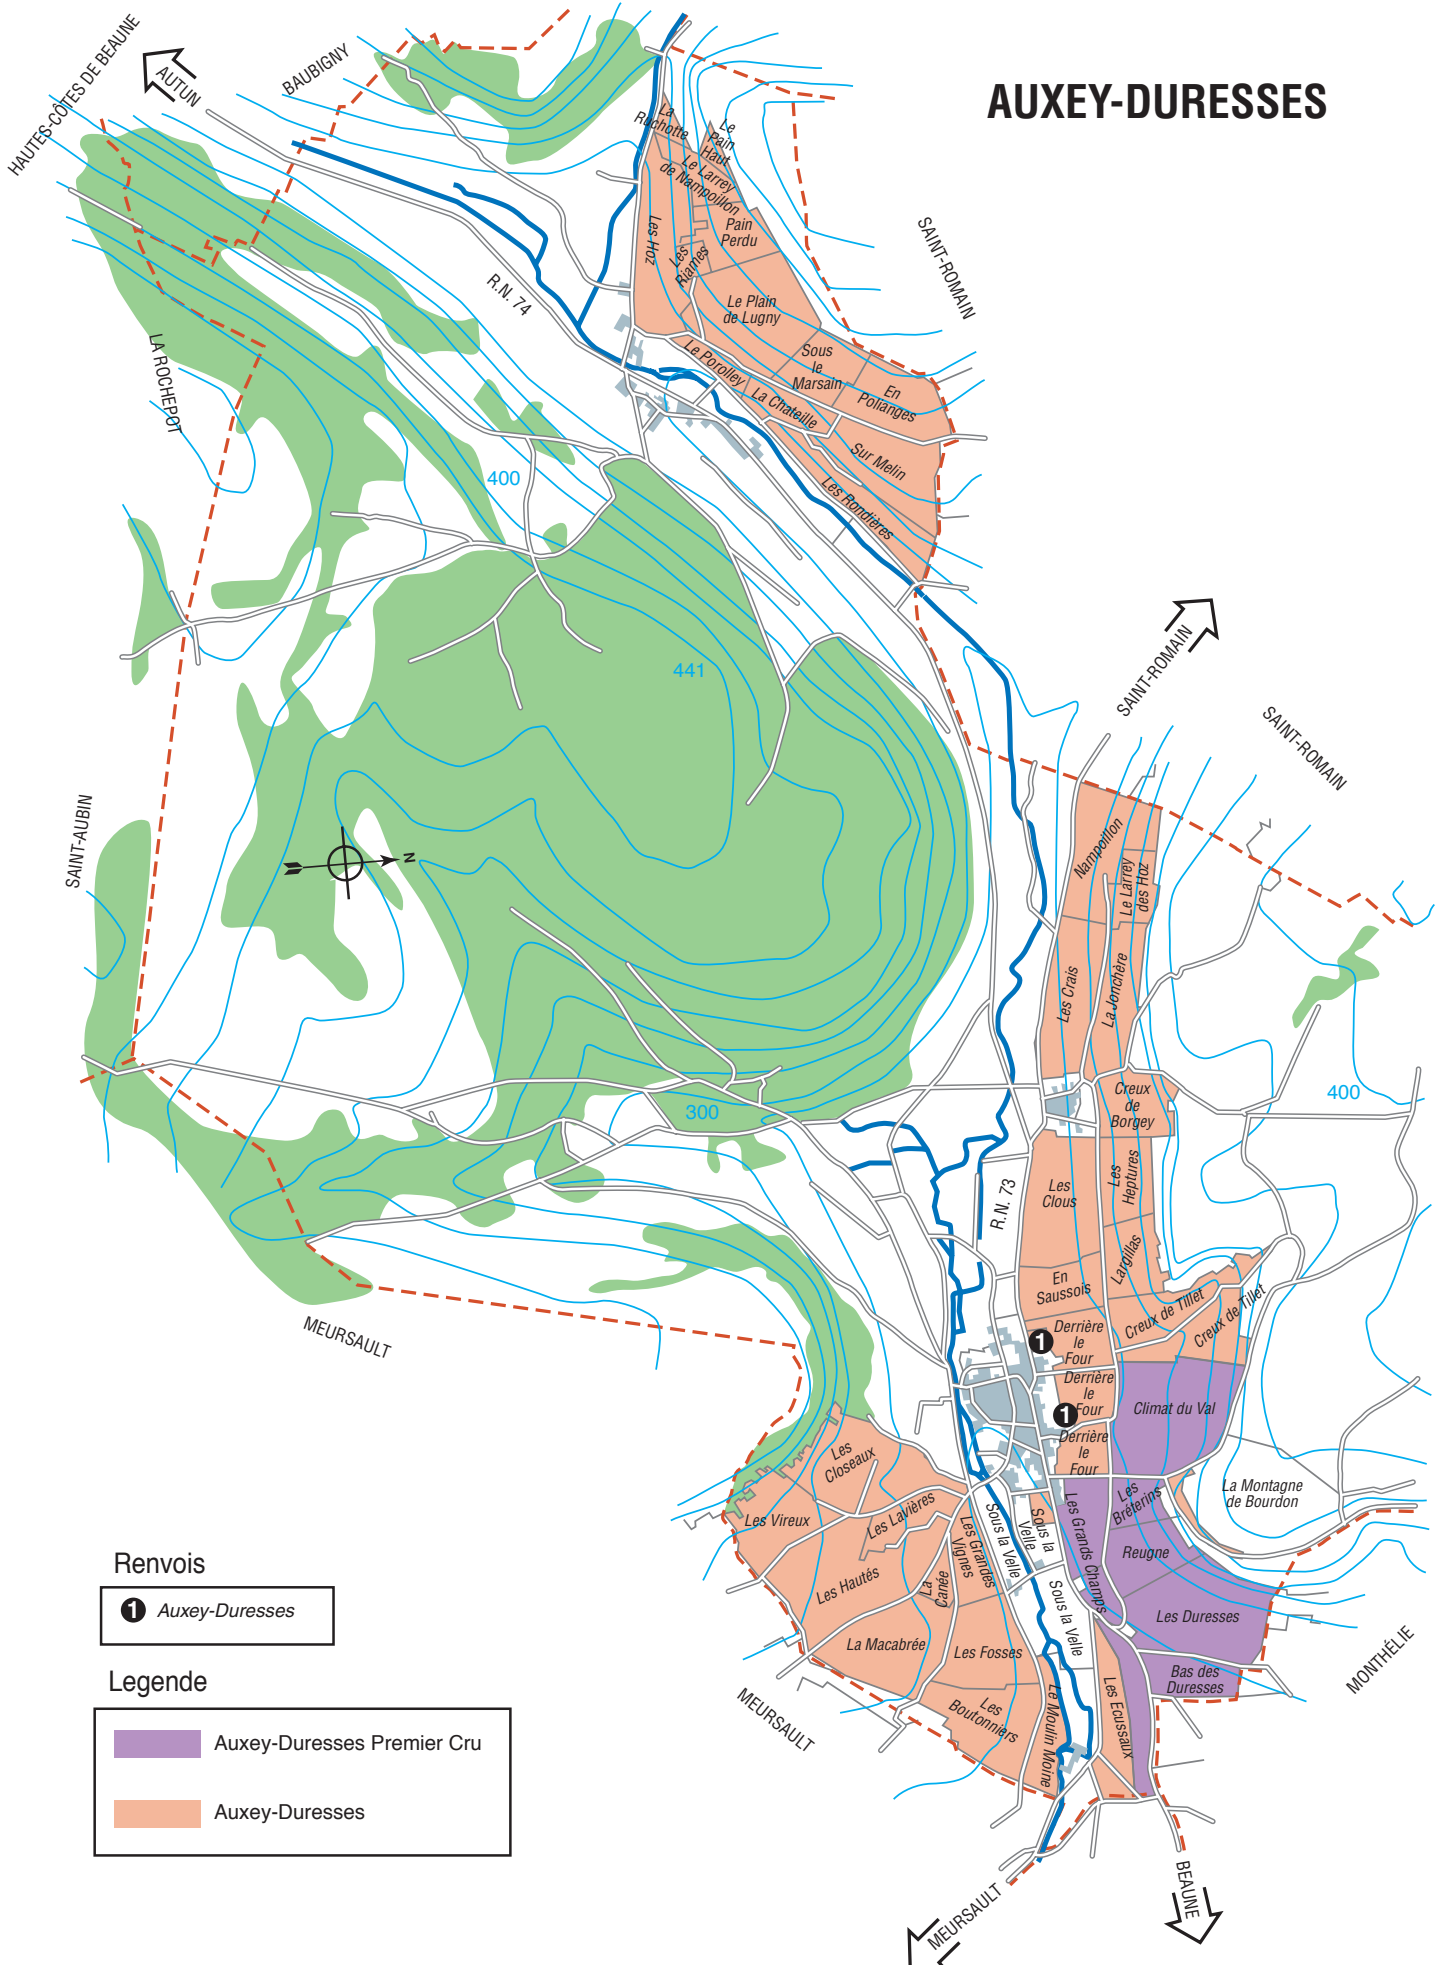 AUXEY-DURESSES
HAUTES-CÔTES DE BEAUNE
AUTUN
BAUBIGNY
La
Ruchotte
Le
Pain
Haut
Le Larrey
de Nampoillon
Pain
Perdu
Les Hoz
Les
Riames
SAINT-ROMAIN
R.N. 74
Le Plain
de Lugny
LA ROCHEPOT
Le Porolley
Sous
le
Marsain
La Chateille
En
Polianges
400
Sur Melin
Les Rondières
441
SAINT-ROMAIN
SAINT-ROMAIN
SAINT-AUBIN
N
Nampoillon
Le Larrey
des Hoz
Les Crais
La Jonchère
300
Creux
de
Borgey
400
Les
Clous
Les
Heptures
R.N. 73
Largillas
En
Saussois
Creux de Tillet
Creux de Tillet
MEURSAULT
1
Derrière
le
Four
Derrière
le
Four
1
Climat du Val
Derrière
le
Four
Les
Closeaux
La Montagne
de Bourdon
Les
Bréterins
Les Vireux
Les Lavières
Les Grandes
Vignes
Sous la Velle
Sous la
Velle
Les Grands Champs
Reugne
Les Hautés
La
Canée
Sous la Velle
Les Duresses
La Macabrée
Les Fosses
Bas des
Duresses
MONTHÉLIE
Les
Boutonniers
Le Moulin Moine
Les Ecussaux
MEURSAULT
Renvois
1 Auxey-Duresses
Legende
Auxey-Duresses Premier Cru
Auxey-Duresses
MEURSAULT
BEAUNE